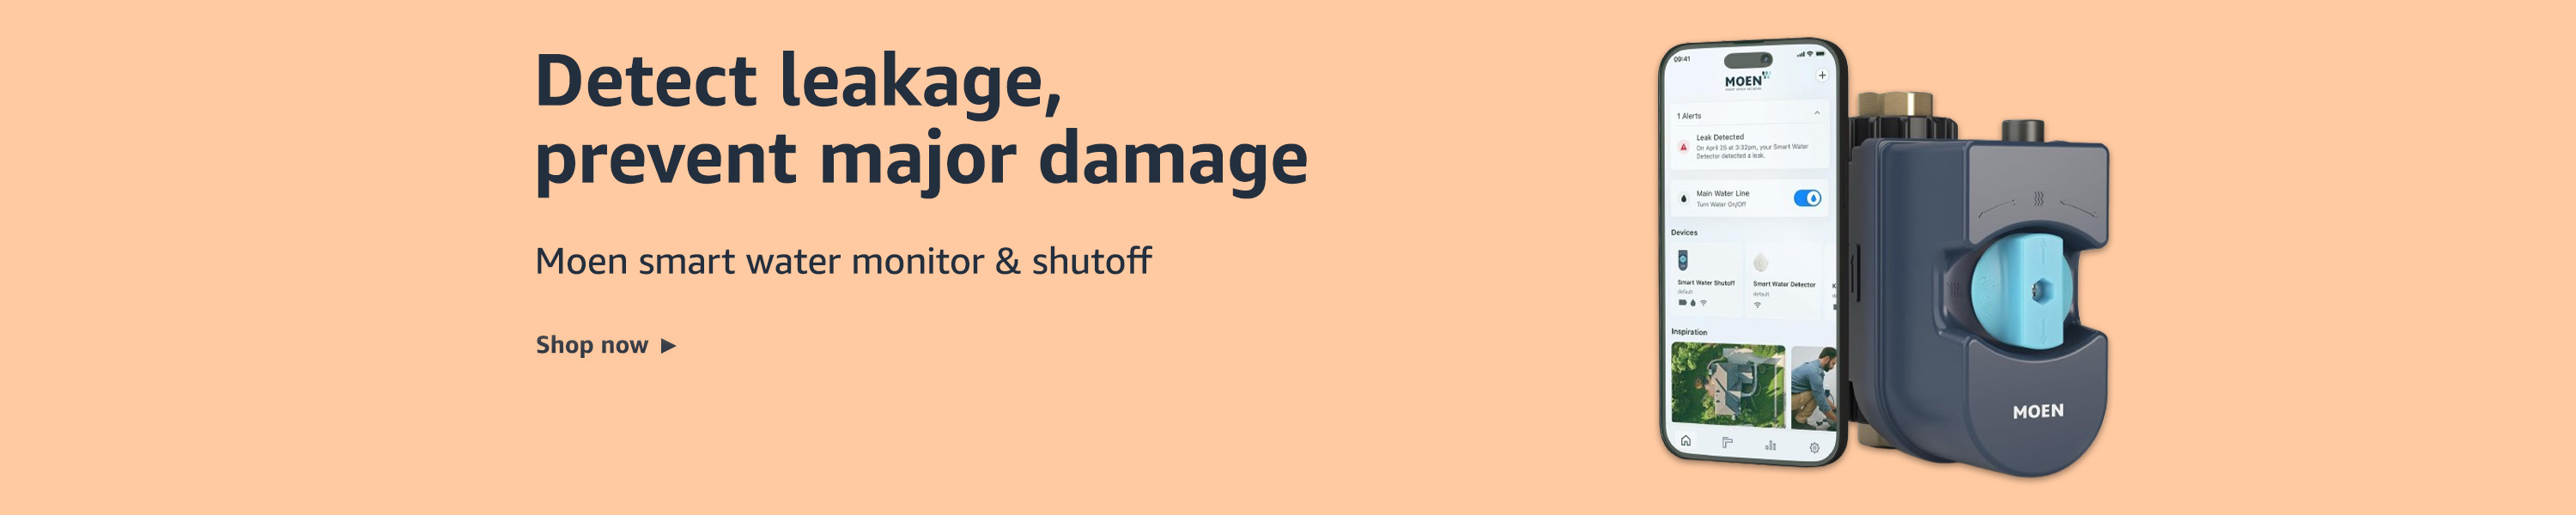 Detect leakage,
prevent major damage
Moen smart water monitor & shutoff
Shop now ►
09:41
MOEN
1 Alerts
Leak Detected
On April 25 at 3:32pm, your Smart Water
Detector detected a leak.
Main Water Line
Turn Water On/Off
Devices
Smart Water Shutoff
default
Smart Water Detector
default
Inspiration
MOEN